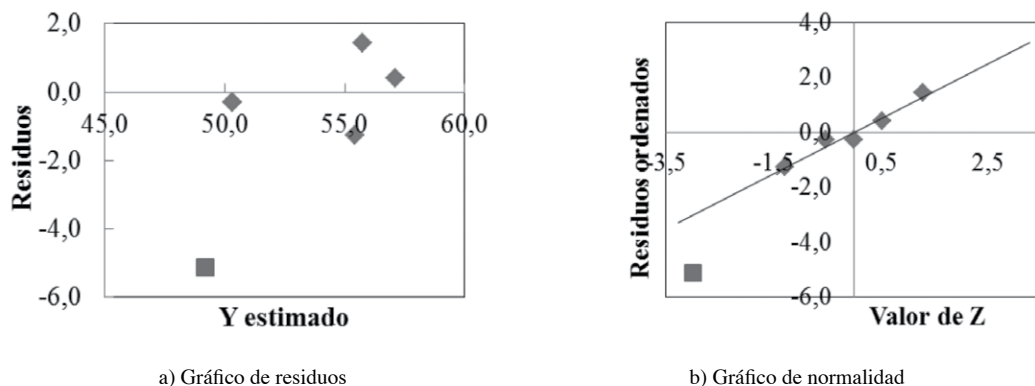 2,0
0,0
45,0 50,0 55,0 60,0
-2,0
-4,0
-6,0
Residuos
Y estimado
a) Gráfico de residuos
4,0
2,0
0,0
-3,5 -1,5 0,5 2,5
-2,0
-4,0
-6,0
Residuos ordenados
Valor de Z
b) Gráfico de normalidad